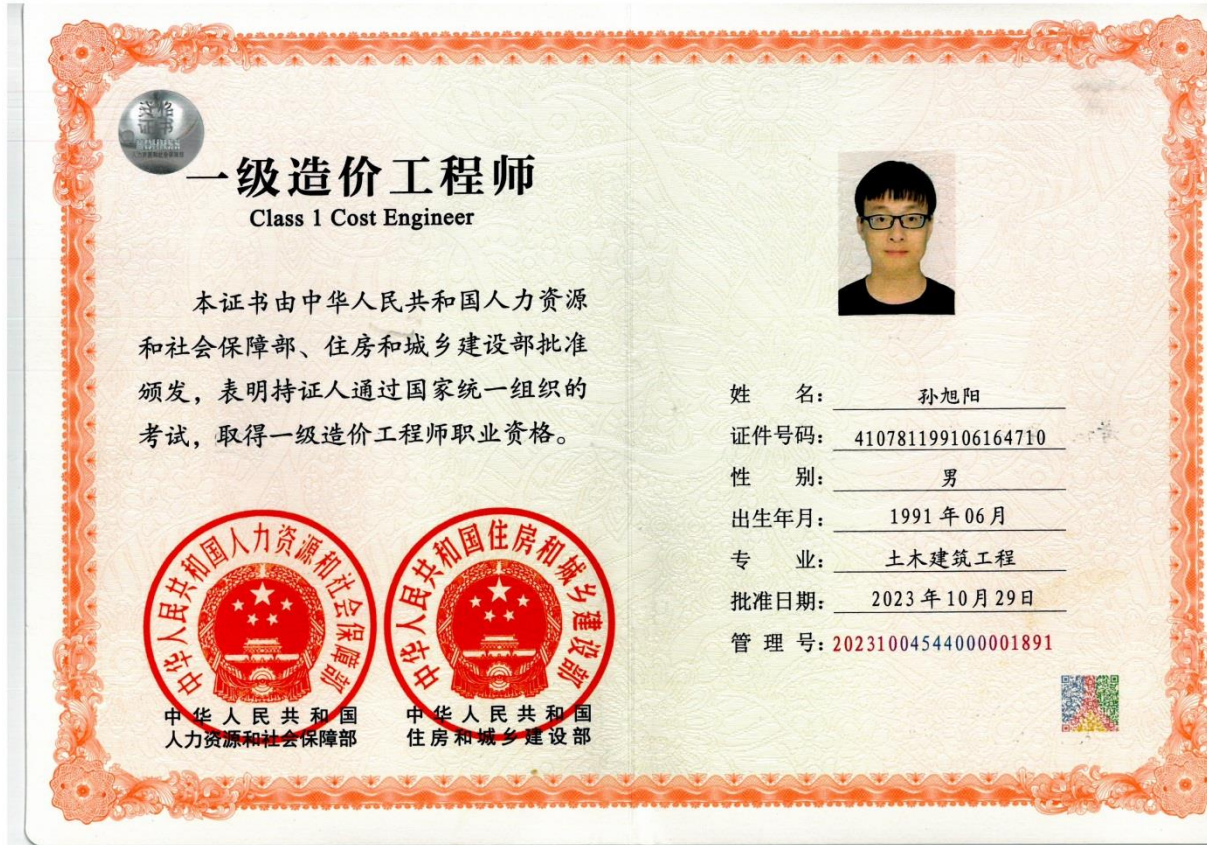 资格
证书
一级造价工程师
Class 1 Cost Engineer
本证书由中华人民共和国人力资源
和社会保障部、住房和城乡建设部批准
颁发，表明持证人通过国家统一组织的
考试，取得一级造价工程师职业资格。
中华人民共和国人力资源和社会保障部
中华人民共和国
人力资源和社会保障部
中华人民共和国住房和城乡建设部
中华人民共和国
住房和城乡建设部
姓 名：孙旭阳
证件号码：410781199106164710
性 别：男
出生年月：1991年06月
专 业：土木建筑工程
批准日期：2023年10月29日
管 理 号：20231004544000001891